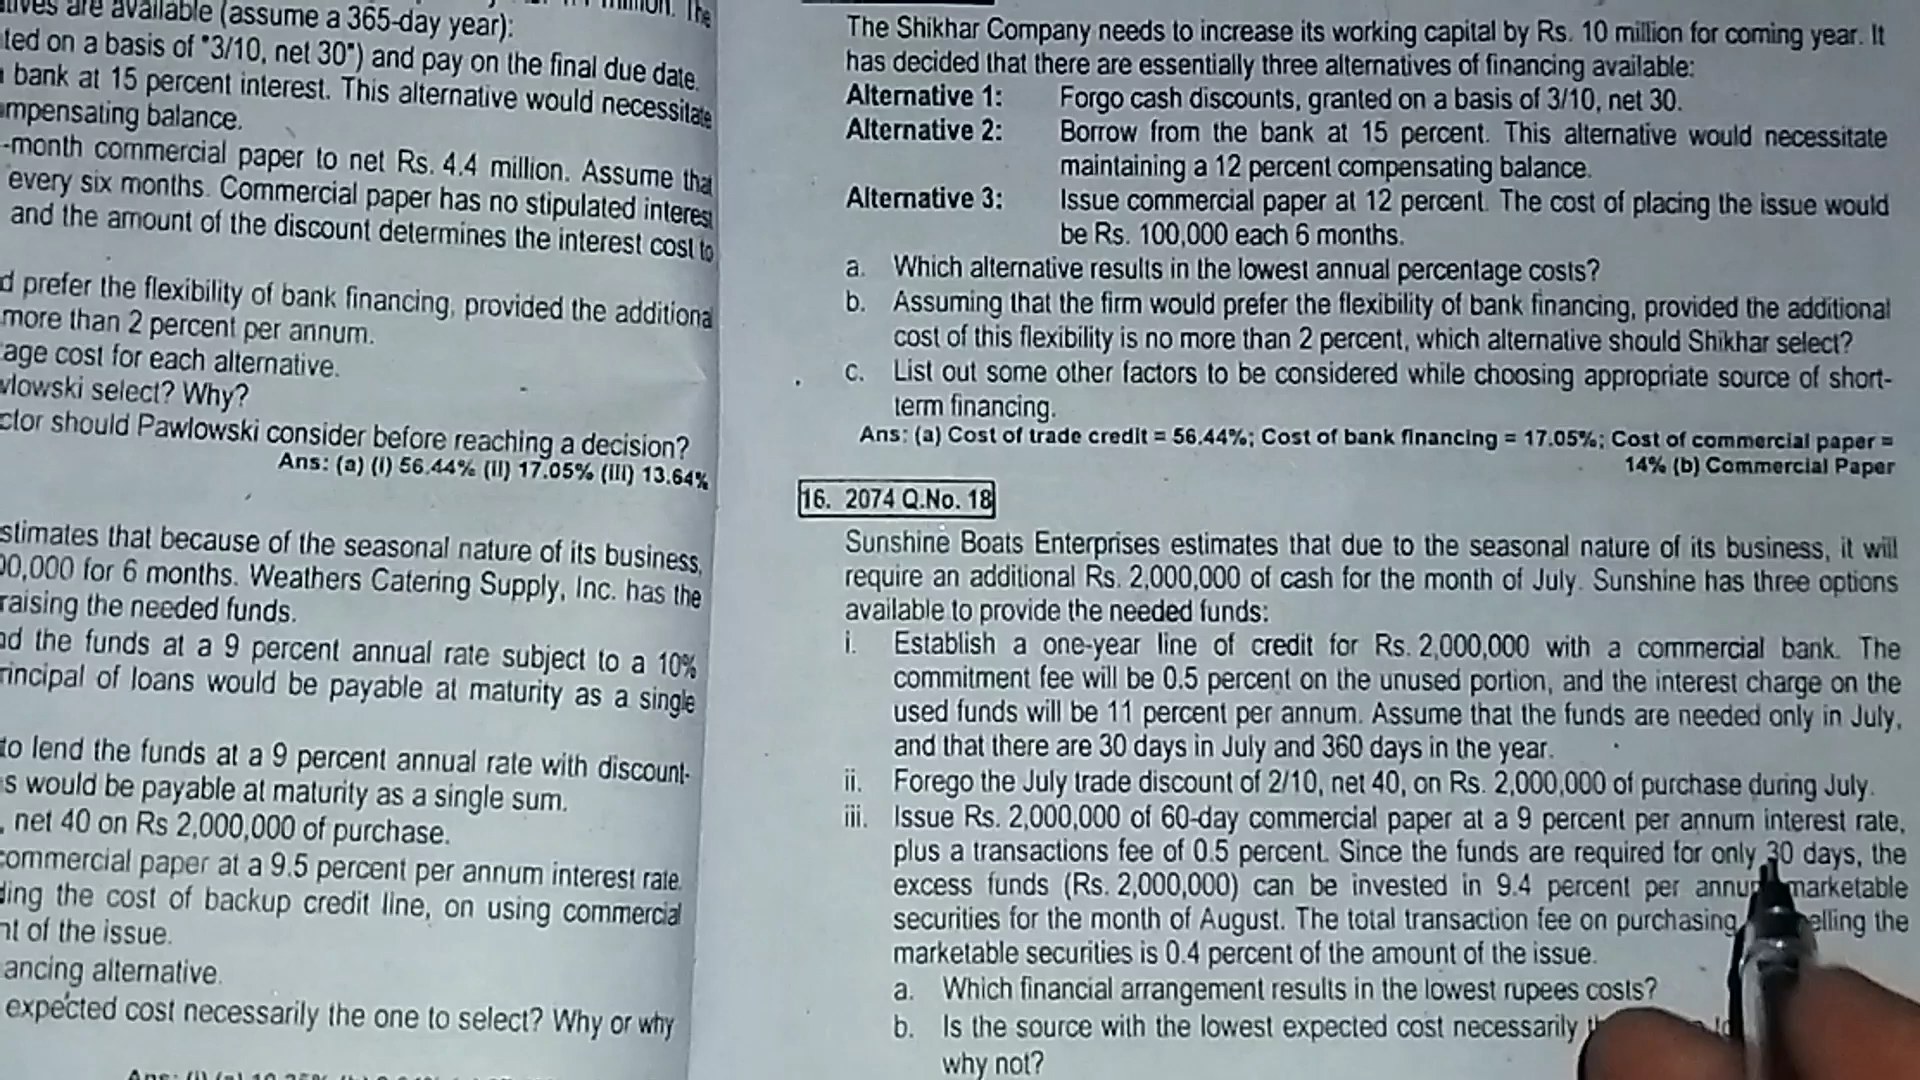 are available (assume a 365-day year):
on a basis of "3/10, net 30") and pay on the final due date.
bank at 15 percent interest. This alternative would necessitate
balance.
-month commercial paper to net Rs. 4.4 million. Assume that
every six months. Commercial paper has no stipulated interest
and the amount of the discount determines the interest cost to
prefer the flexibility of bank financing, provided the additional
more than 2 percent per annum.
age cost for each alternative.
select? Why?
should Pawlowski consider before reaching a decision?
Ans: (a) (i) 56.44% (ii) 17.05% (iii) 13.64%
that because of the seasonal nature of its business,
00,000 for 6 months. Weathers Catering Supply, Inc. has the
raising the needed funds.
the funds at a 9 percent annual rate subject to a 10%
of loans would be payable at maturity as a single
to lend the funds at a 9 percent annual rate with discount-
would be payable at maturity as a single sum.
, net 40 on Rs 2,000,000 of purchase.
commercial paper at a 9.5 percent per annum interest rate.
the cost of backup credit line, on using commercial
of the issue.
ancing alternative.
expected cost necessarily the one to select? Why or why
The Shikhar Company needs to increase its working capital by Rs. 10 million for coming year. It
has decided that there are essentially three alternatives of financing available:
Alternative 1: Forgo cash discounts, granted on a basis of 3/10, net 30.
Alternative 2: Borrow from the bank at 15 percent. This alternative would necessitate
maintaining a 12 percent compensating balance.
Alternative 3: Issue commercial paper at 12 percent. The cost of placing the issue would
be Rs. 100,000 each 6 months.
a. Which alternative results in the lowest annual percentage costs?
b. Assuming that the firm would prefer the flexibility of bank financing, provided the additional
cost of this flexibility is no more than 2 percent, which alternative should Shikhar select?
c. List out some other factors to be considered while choosing appropriate source of short-
term financing.
Ans: (a) Cost of trade credit = 56.44%; Cost of bank financing = 17.05%; Cost of commercial paper =
14% (b) Commercial Paper
16. 2074 Q.No. 18
Sunshine Boats Enterprises estimates that due to the seasonal nature of its business, it will
require an additional Rs. 2,000,000 of cash for the month of July. Sunshine has three options
available to provide the needed funds:
i. Establish a one-year line of credit for Rs. 2,000,000 with a commercial bank. The
commitment fee will be 0.5 percent on the unused portion, and the interest charge on the
used funds will be 11 percent per annum. Assume that the funds are needed only in July,
and that there are 30 days in July and 360 days in the year.
ii. Forego the July trade discount of 2/10, net 40, on Rs. 2,000,000 of purchase during July.
iii. Issue Rs. 2,000,000 of 60-day commercial paper at a 9 percent per annum interest rate,
plus a transactions fee of 0.5 percent. Since the funds are required for only 30 days, the
excess funds (Rs. 2,000,000) can be invested in 9.4 percent per marketable
securities for the month of August. The total transaction fee on purchasing the
marketable securities is 0.4 percent of the amount of the issue.
a. Which financial arrangement results in the lowest rupees costs?
b. Is the source with the lowest expected cost necessarily
why not?